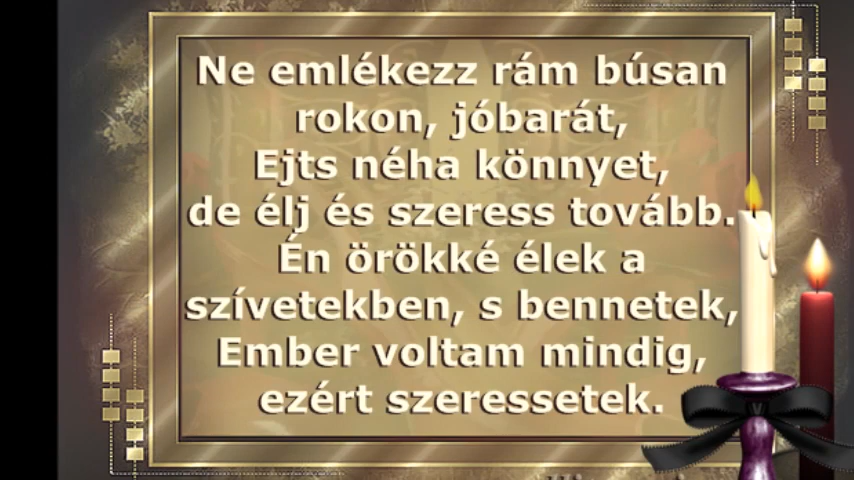 Ne emlékezz rám búsan
rokon, jóbarát,
Ejts néha könnyet,
de élj és szeress tovább.
Én örökké élek a
szívetekben, s bennetek,
Ember voltam mindig,
ezért szeressetek.